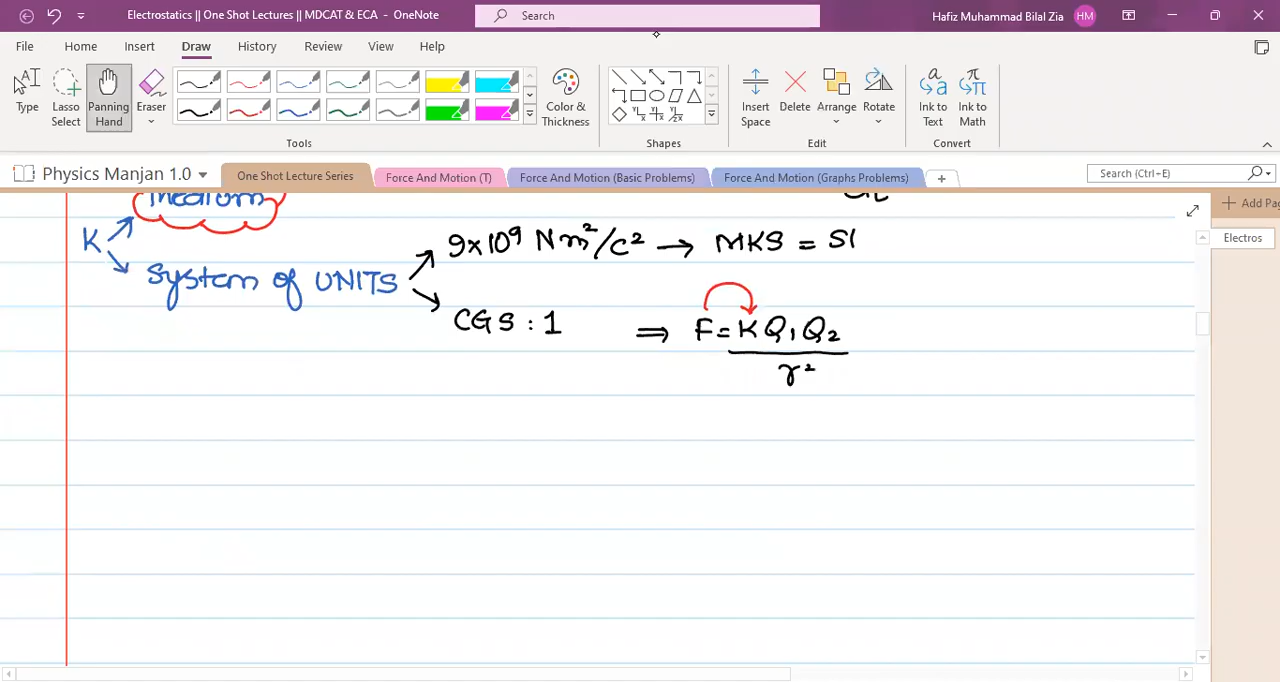 Electrostatics || One Shot Lectures || MDCAT & ECA - OneNote
Search
Hafiz Muhammad Bilal Zia HM
File Home Insert Draw History Review View Help
Type Lasso Select Panning Hand Eraser Color & Thickness Insert Space Delete Arrange Rotate Ink to Text Ink to Math
Tools Shapes Edit Convert
Physics Manjan 1.0 One Shot Lecture Series Force And Motion (T) Force And Motion (Basic Problems) Force And Motion (Graphs Problems) Search (Ctrl+E)
Add Pag
Electros
Medium
K
9x10⁹ Nm²/c² → MKS = SI
System of UNITS
CGS : 1 ⇒ F = KQ₁Q₂
r²